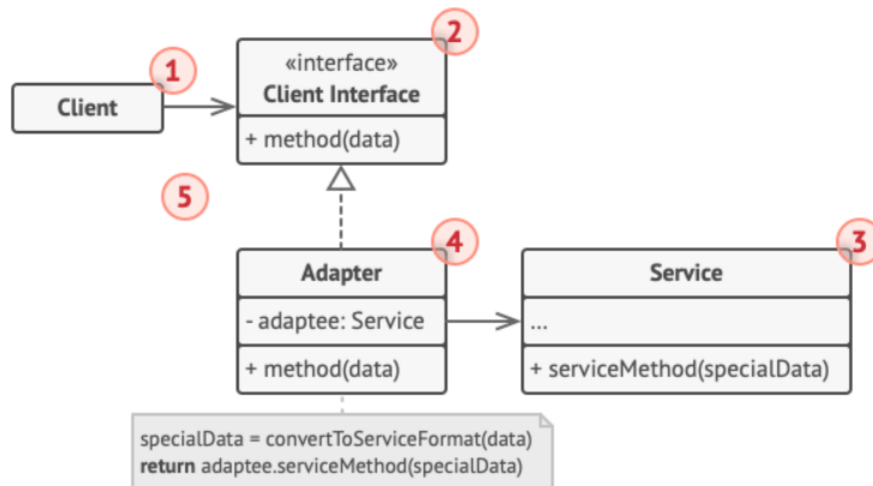 1
Client
2
«interface»
Client Interface
+ method(data)
5
4
Adapter
- adaptee: Service
+ method(data)
3
Service
...
+ serviceMethod(specialData)
specialData = convertToServiceFormat(data)
return adaptee.serviceMethod(specialData)